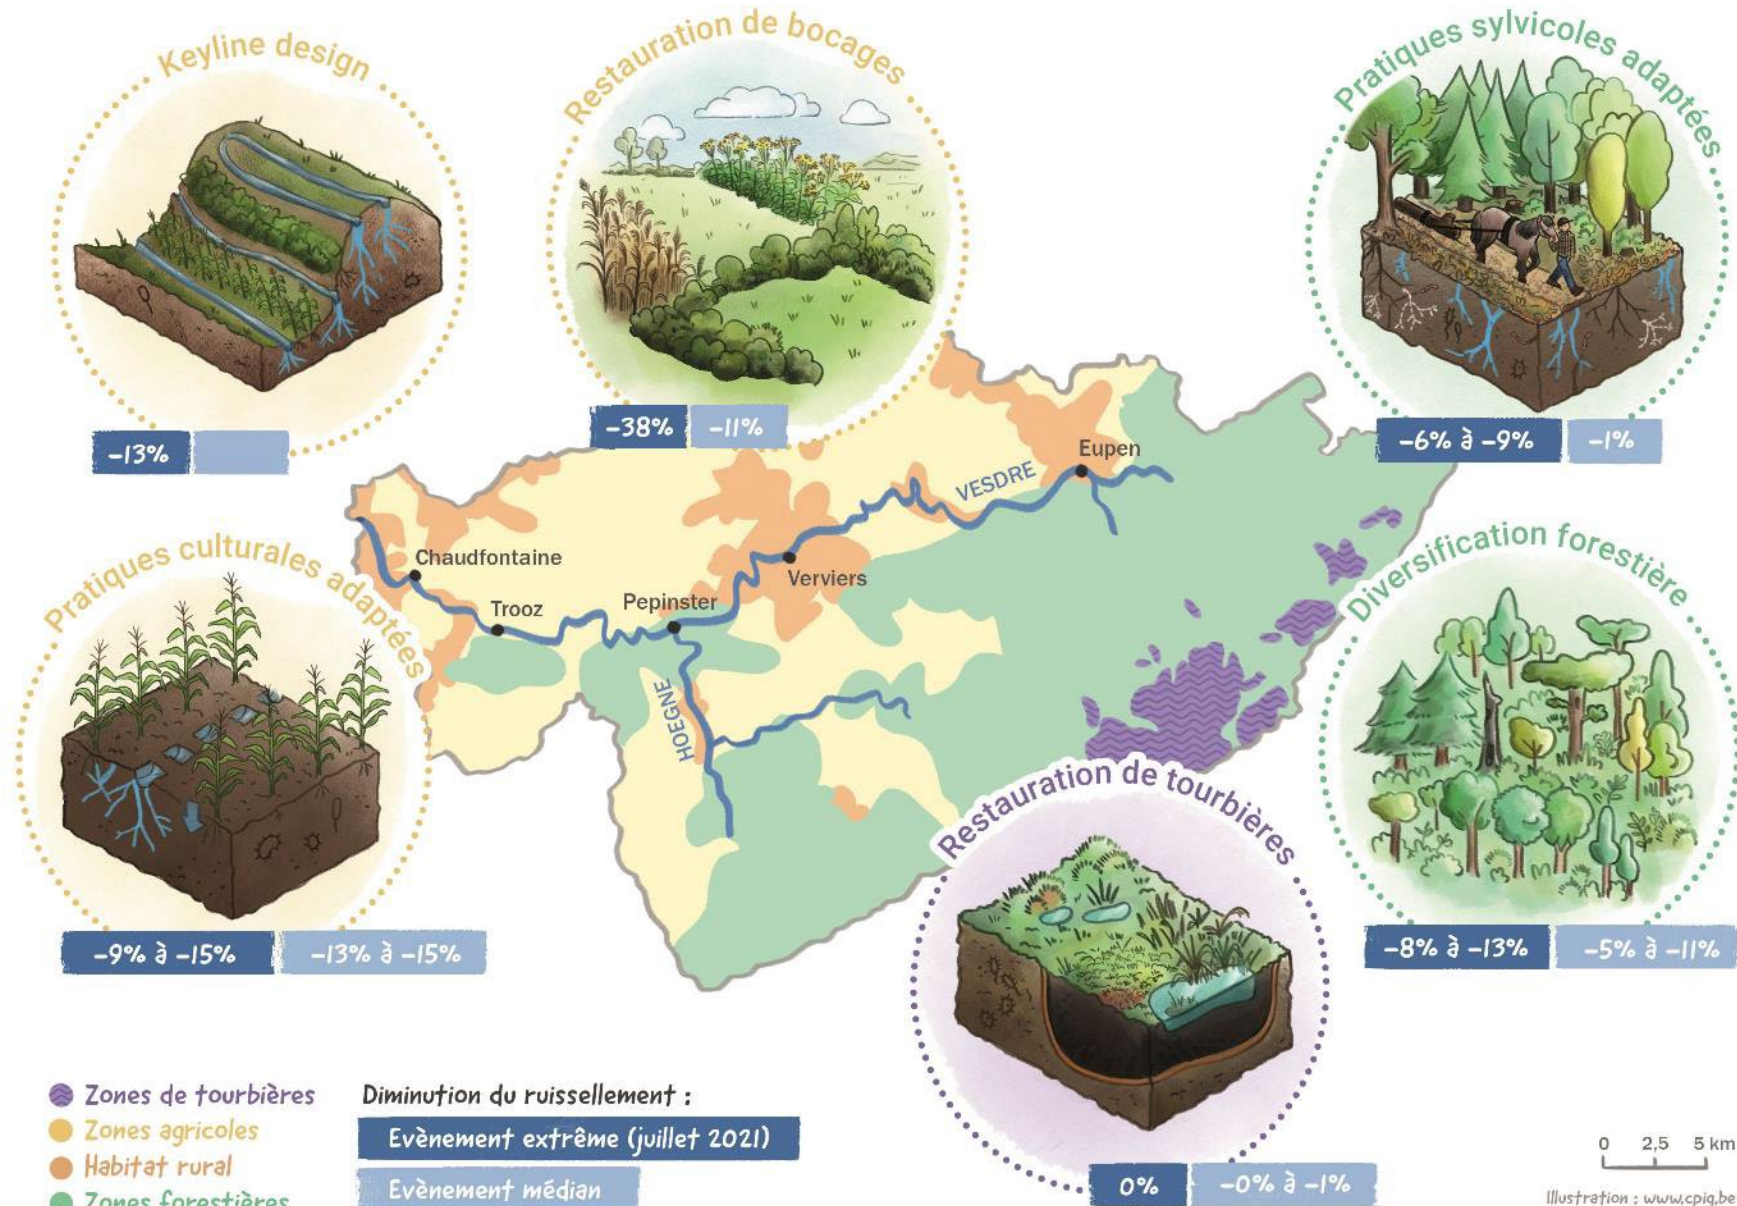 Keyline design
-13%
Restauration de bocages
-38% -11%
Pratiques sylvicoles adaptées
-6% à -9% -1%
Pratiques culturales adaptées
-9% à -15% -13% à -15%
Diversification forestière
-8% à -13% -5% à -11%
Restauration de tourbières
0% -0% à -1%
Eupen
VESDRE
Verviers
Chaudfontaine
Trooz
Pepinster
HOEGNE
Zones de tourbières
Zones agricoles
Habitat rural
Zones forestières
Diminution du ruissellement :
Evènement extrême (juillet 2021)
Evènement médian
0 2,5 5 km
Illustration : www.cpiq.be